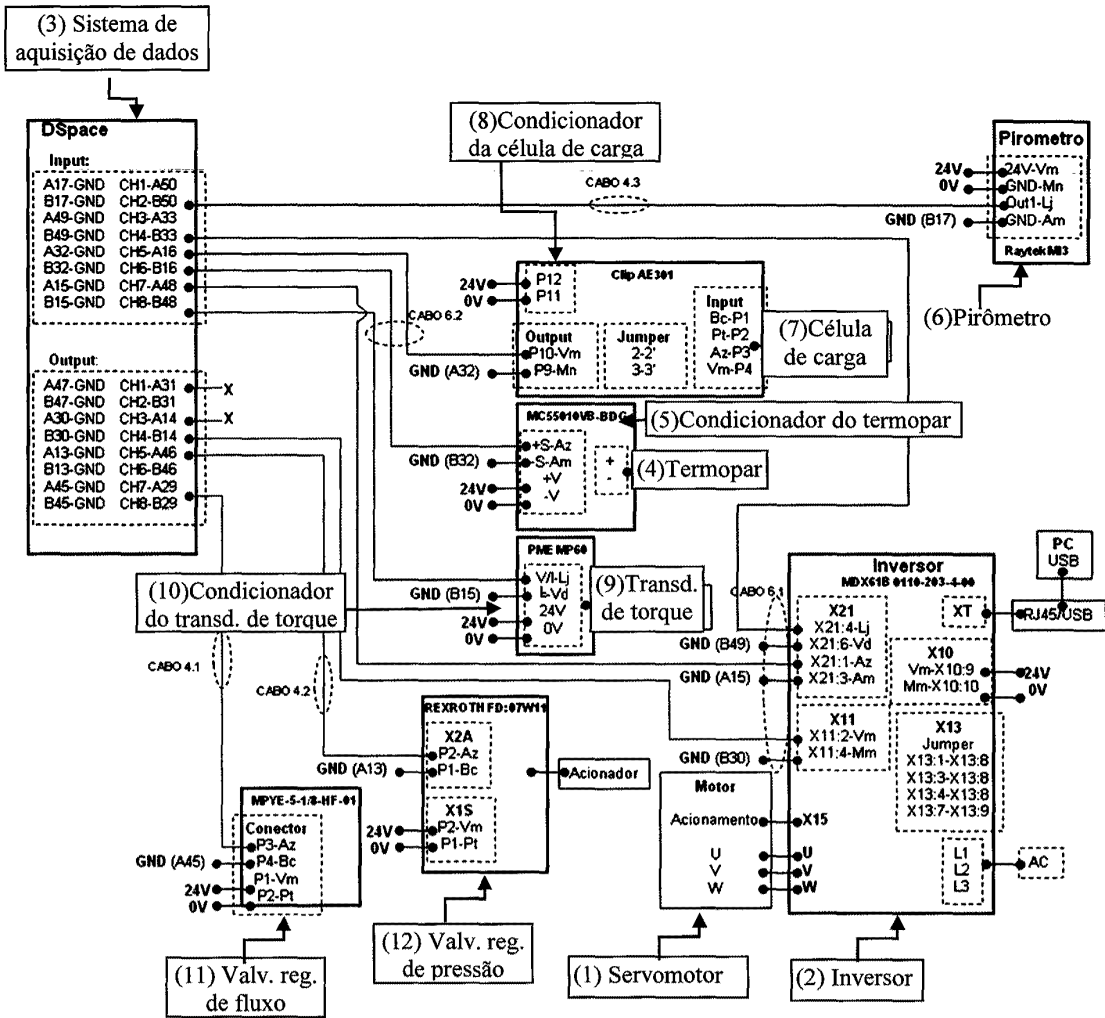 (3) Sistema de
aquisição de dados
DSpace
Input:
A17-GND CH1-A50
B17-GND CH2-B50
A49-GND CH3-A33
B49-GND CH4-B33
A32-GND CH5-A16
B32-GND CH6-B16
A15-GND CH7-A48
B15-GND CH8-B48
Output:
A47-GND CH1-A31
X
B47-GND CH2-B31
A30-GND CH3-A14
X
B30-GND CH4-B14
A13-GND CH5-A46
B13-GND CH6-B46
A45-GND CH7-A29
B45-GND CH8-B29
(8)Condicionador
da célula de carga
CABO 4.3
Pirometro
24V
24V-Vm
0V
GND-Mn
Out1-Lj
GND (B17)
GND-Am
Raytek MI3
(6)Pirômetro
Clip AE301
24V
P12
0V
P11
CABO 6.2
Output
P10-Vm
GND (A32)
P9-Mn
Jumper
2-2'
3-3'
Input
Bc-P1
Pt-P2
Az-P3
Vm-P4
(7)Célula
de carga
MC55010VB-BDG
(5)Condicionador do termopar
+S-Az
GND (B32)
-S-Am
+V
24V
-V
0V
+
-
(4)Termopar
PME MP60
V/I-Lj
GND (B15)
L-Vd
24V
24V
0V
0V
(9)Transd.
de torque
(10)Condicionador
do transd. de torque
CABO 4.1
CABO 4.2
CABO 6.1
Inversor
MDX61B 0110-203-4-00
X21
X21:4-Lj
GND (B49)
X21:6-Vd
X21:1-Az
GND (A15)
X21:3-Am
X11
X11:2-Vm
GND (B30)
X11:4-Mm
XT
PC
USB
RJ45/USB
X10
Vm-X10:9
24V
Mm-X10:10
0V
X13
Jumper
X13:1-X13:8
X13:3-X13:8
X13:4-X13:8
X13:7-X13:9
X15
U
V
W
L1
L2
L3
AC
REXROTH FD:07W11
X2A
P2-Az
GND (A13)
P1-Bc
X1S
24V
P2-Vm
0V
P1-Pt
Acionador
Motor
Acionamento
U
V
W
MPYE-5-1/8-HF-01
Conector
P3-Az
GND (A45)
P4-Bc
P1-Vm
24V
P2-Pt
0V
(11) Valv. reg.
de fluxo
(12) Valv. reg.
de pressão
(1) Servomotor
(2) Inversor